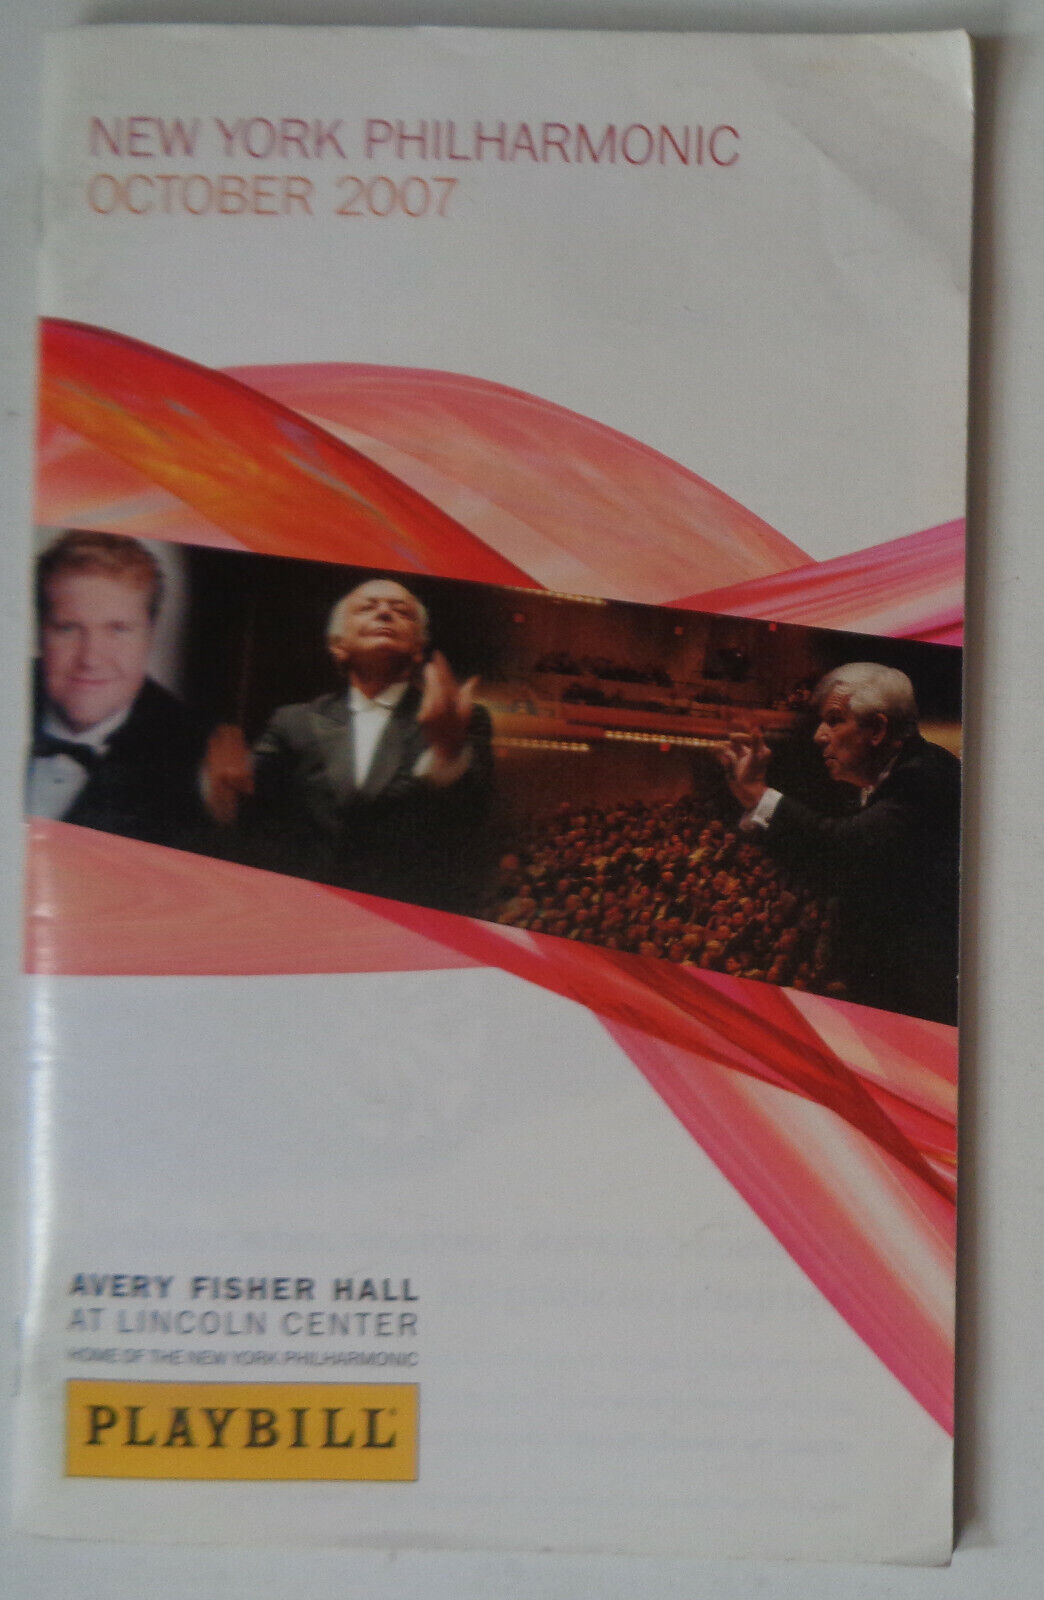 NEW YORK PHILHARMONIC
OCTOBER 2007
AVERY FISHER HALL
AT LINCOLN CENTER
HOME OF THE NEW YORK PHILHARMONIC
PLAYBILL®